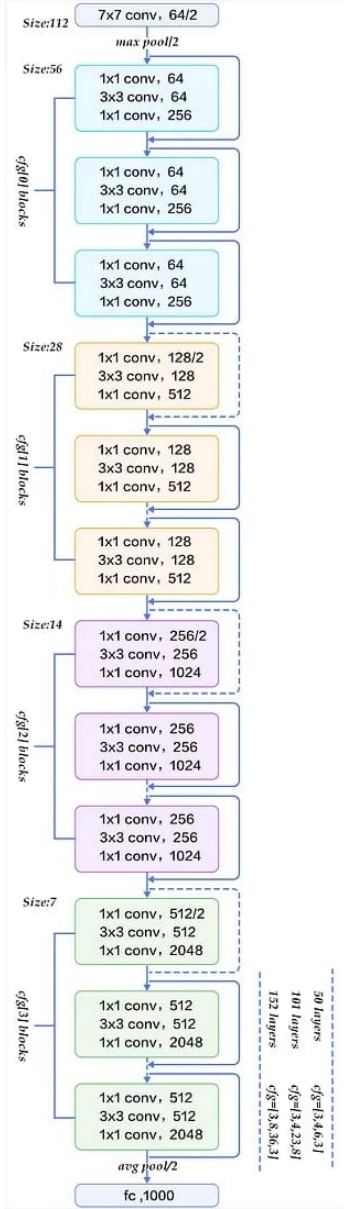 Size:112
7x7 conv, 64/2
max pool/2
Size:56
1x1 conv, 64
3x3 conv, 64
1x1 conv, 256
cfg[0] blocks
1x1 conv, 64
3x3 conv, 64
1x1 conv, 256
1x1 conv, 64
3x3 conv, 64
1x1 conv, 256
Size:28
1x1 conv, 128/2
3x3 conv, 128
1x1 conv, 512
cfg[1] blocks
1x1 conv, 128
3x3 conv, 128
1x1 conv, 512
1x1 conv, 128
3x3 conv, 128
1x1 conv, 512
Size:14
1x1 conv, 256/2
3x3 conv, 256
1x1 conv, 1024
cfg[2] blocks
1x1 conv, 256
3x3 conv, 256
1x1 conv, 1024
1x1 conv, 256
3x3 conv, 256
1x1 conv, 1024
Size:7
1x1 conv, 512/2
3x3 conv, 512
1x1 conv, 2048
cfg[3] blocks
1x1 conv, 512
3x3 conv, 512
1x1 conv, 2048
1x1 conv, 512
3x3 conv, 512
1x1 conv, 2048
50 layers cfg=[3,4,6,3]
101 layers cfg=[3,4,23,8]
152 layers cfg=[3,8,36,3]
avg pool/2
fc ,1000